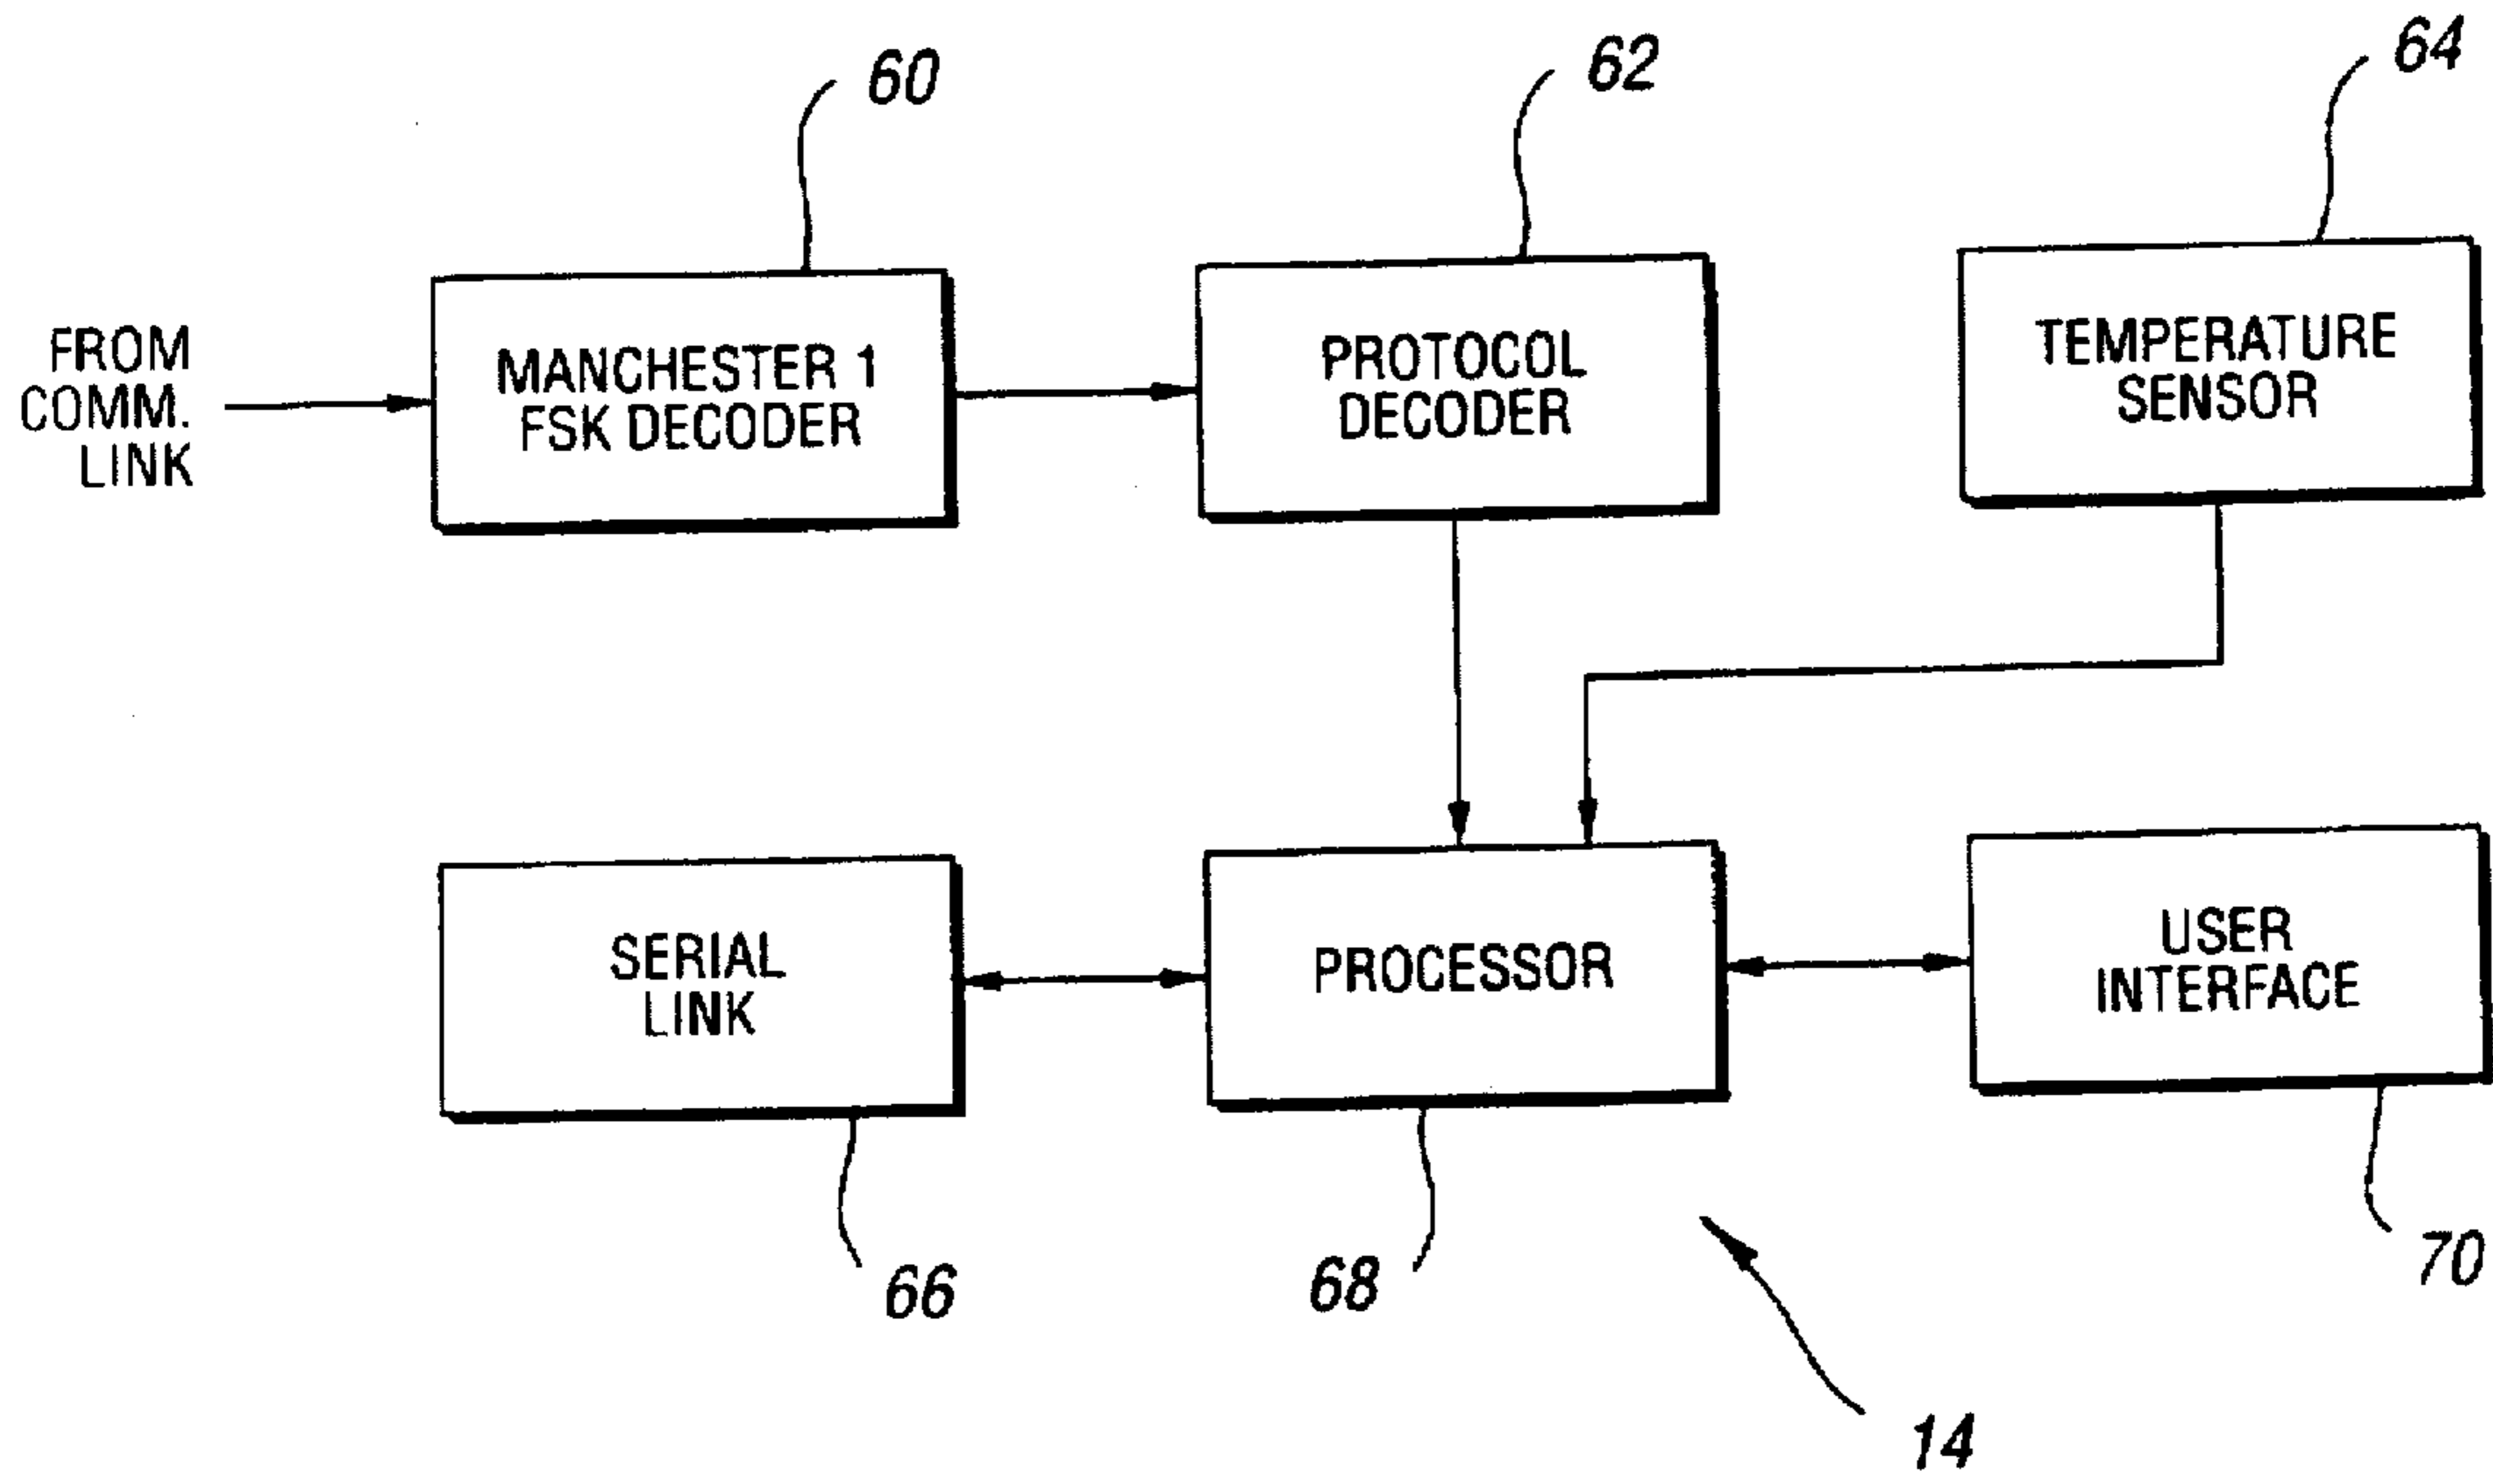 60
62
64
FROM
COMM.
LINK
MANCHESTER 1
FSK DECODER
PROTOCOL
DECODER
TEMPERATURE
SENSOR
SERIAL
LINK
PROCESSOR
USER
INTERFACE
66
68
70
14